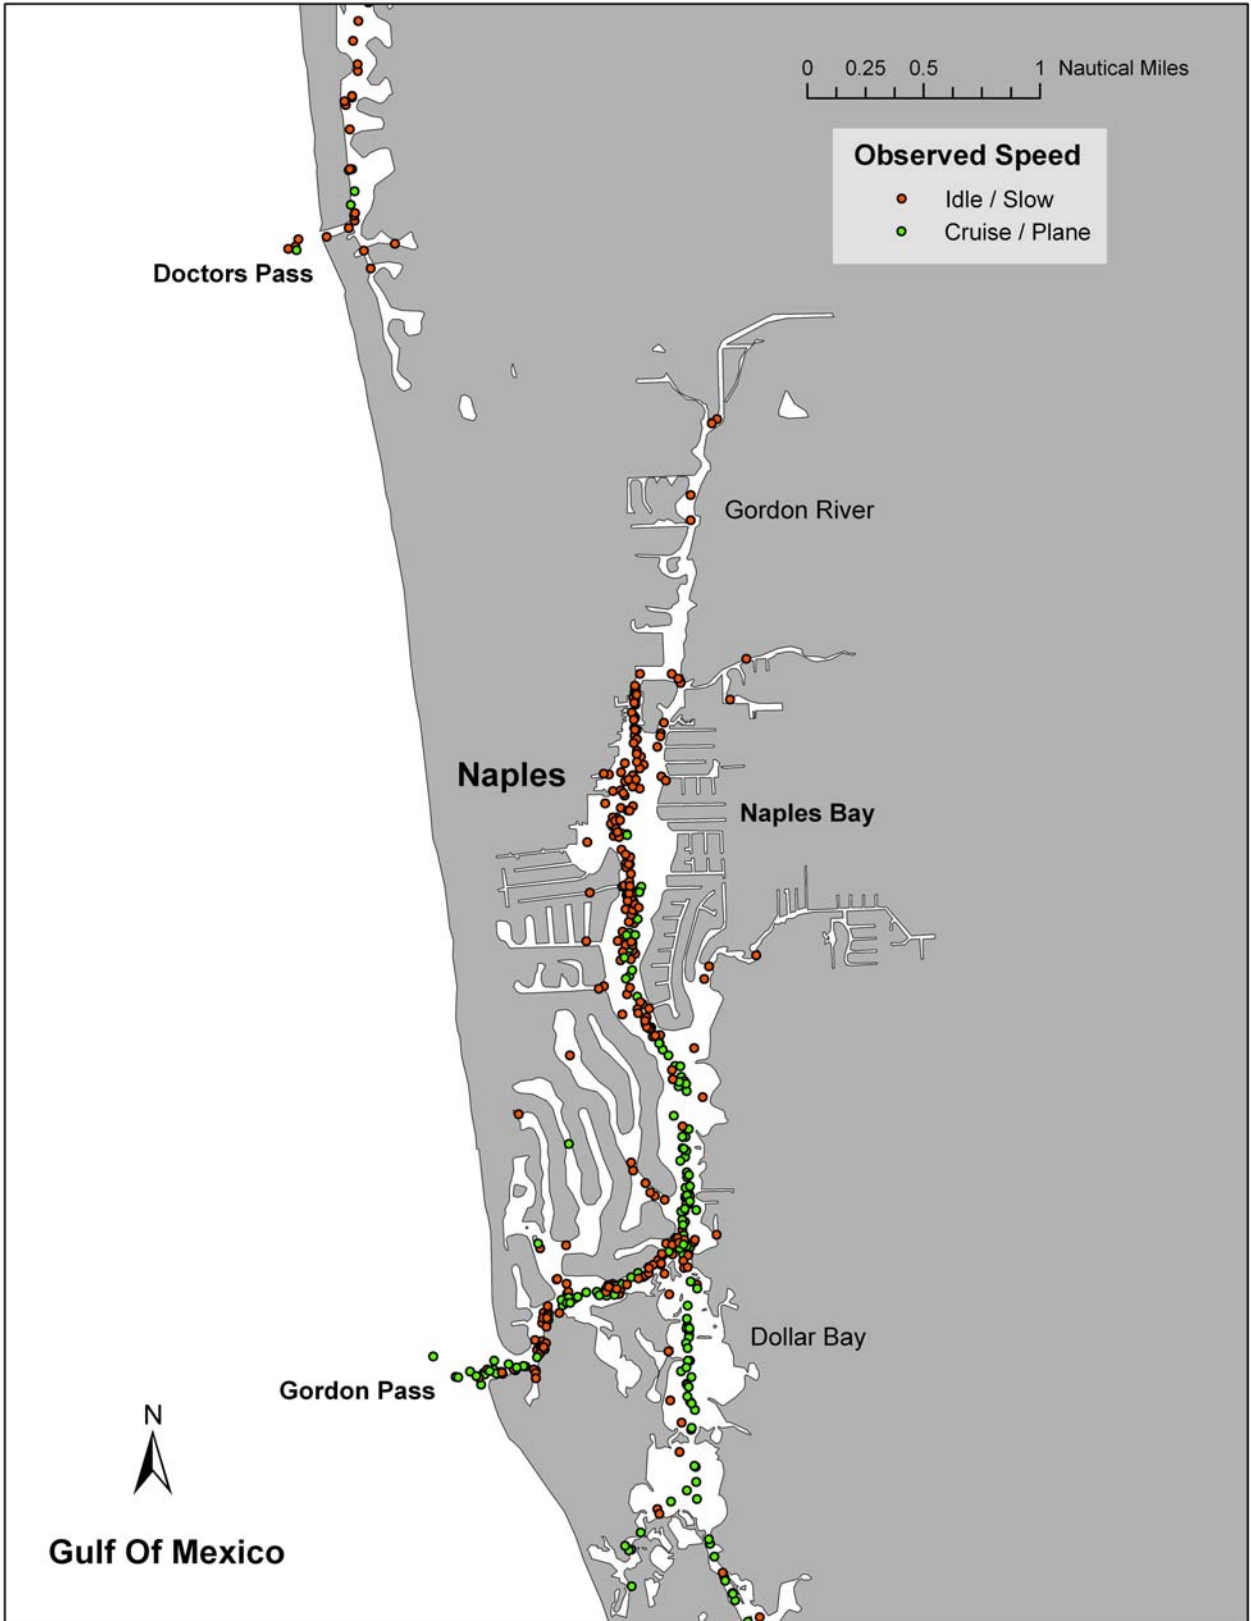 0 0.25 0.5 1 Nautical Miles
Observed Speed
Idle / Slow
Cruise / Plane
Doctors Pass
Gordon River
Naples
Naples Bay
Dollar Bay
Gordon Pass
N
Gulf Of Mexico